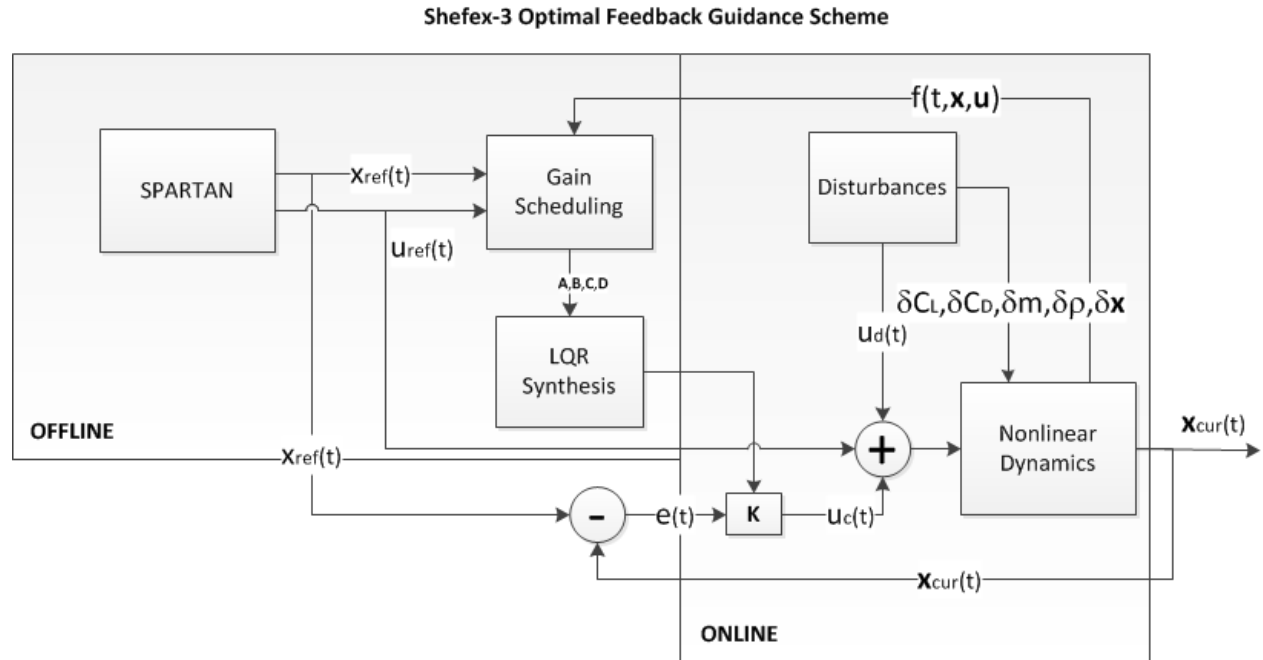 Shefex-3 Optimal Feedback Guidance Scheme
f(t,x,u)
SPARTAN
xref(t)
uref(t)
Gain
Scheduling
Disturbances
A,B,C,D
δCL,δCD,δm,δρ,δx
ud(t)
LQR
Synthesis
OFFLINE
xref(t)
+
Nonlinear
Dynamics
xcur(t)
-
e(t)
K
uc(t)
xcur(t)
ONLINE